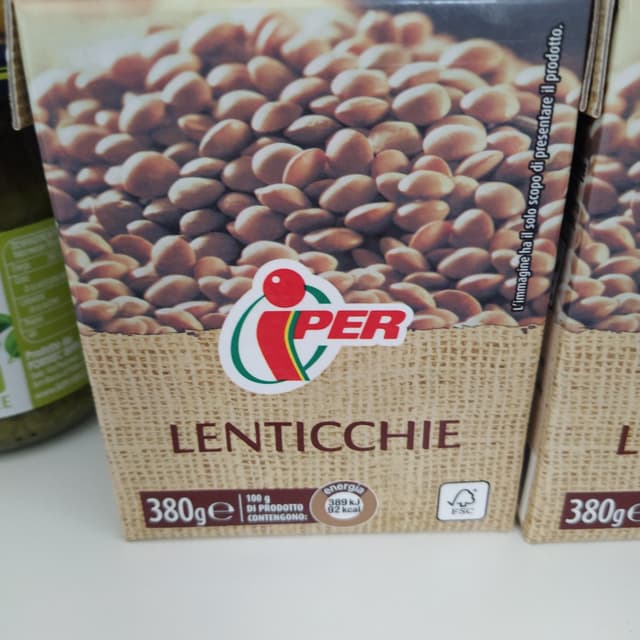 L'immagine ha il solo scopo di presentare il prodotto.
iPER
LENTICCHIE
380g e
100 g
DI PRODOTTO
CONTENGONO:
energia
389 kJ
92 kcal
FSC
L
380g e